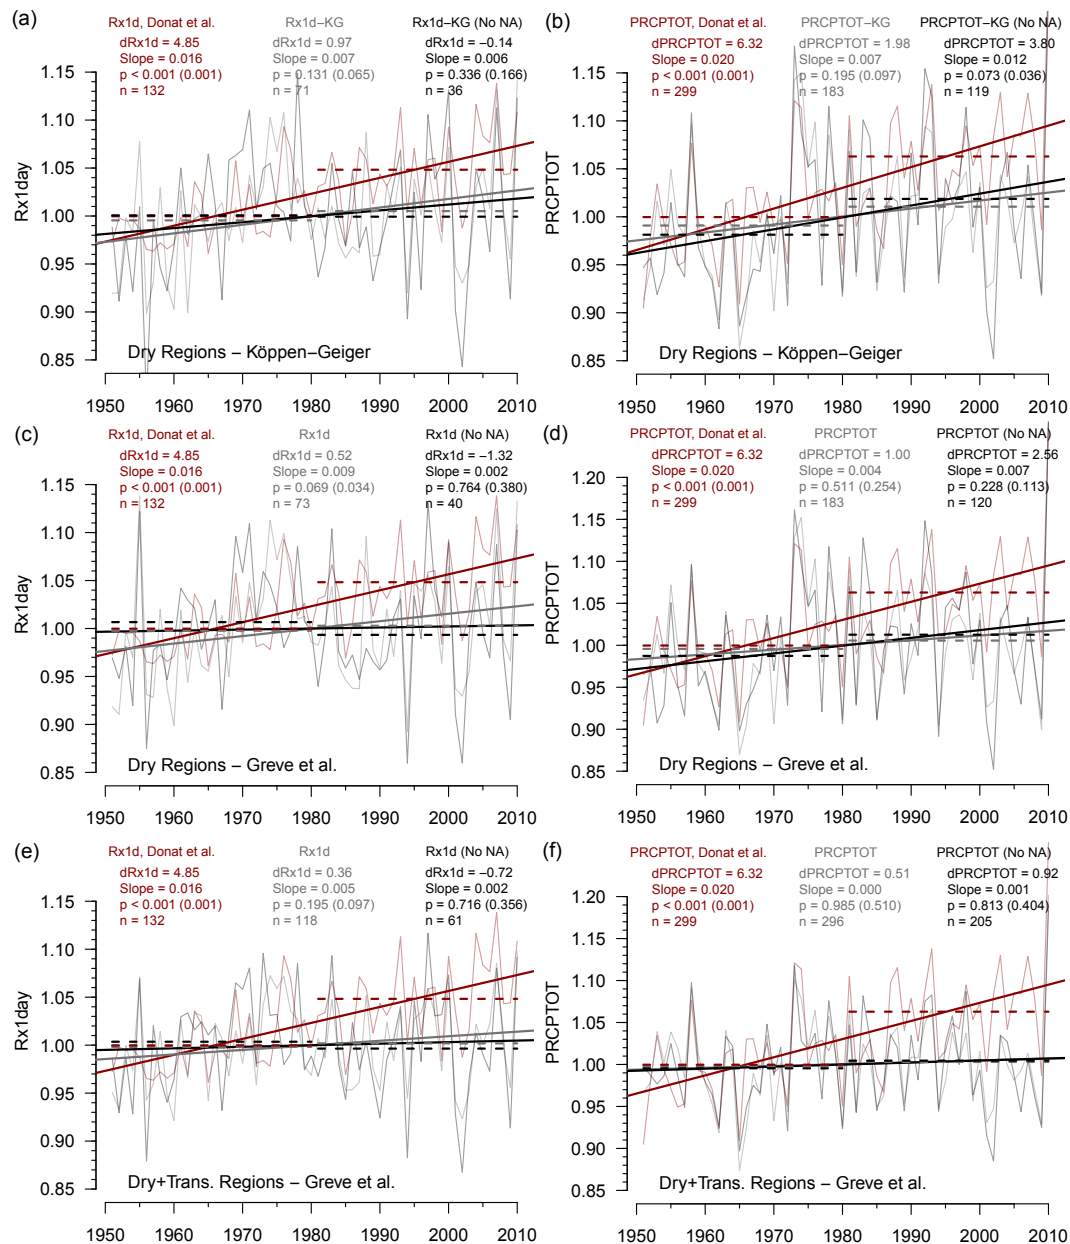 (a)
Rx1d, Donat et al.
dRx1d = 4.85
Slope = 0.016
p < 0.001 (0.001)
n = 132
Rx1d−KG
dRx1d = 0.97
Slope = 0.007
p = 0.131 (0.065)
n = 71
Rx1d−KG (No NA)
dRx1d = −0.14
Slope = 0.006
p = 0.336 (0.166)
n = 36
Rx1day
1.15
1.10
1.05
1.00
0.95
0.90
0.85
Dry Regions − Köppen−Geiger
1950 1960 1970 1980 1990 2000 2010
(b)
PRCPTOT, Donat et al.
dPRCPTOT = 6.32
Slope = 0.020
p < 0.001 (0.001)
n = 299
PRCPTOT−KG
dPRCPTOT = 1.98
Slope = 0.007
p = 0.195 (0.097)
n = 183
PRCPTOT−KG (No NA)
dPRCPTOT = 3.80
Slope = 0.012
p = 0.073 (0.036)
n = 119
PRCPTOT
1.15
1.10
1.05
1.00
0.95
0.90
0.85
Dry Regions − Köppen−Geiger
1950 1960 1970 1980 1990 2000 2010
(c)
Rx1d, Donat et al.
dRx1d = 4.85
Slope = 0.016
p < 0.001 (0.001)
n = 132
Rx1d
dRx1d = 0.52
Slope = 0.009
p = 0.069 (0.034)
n = 73
Rx1d (No NA)
dRx1d = −1.32
Slope = 0.002
p = 0.764 (0.380)
n = 40
Rx1day
1.15
1.10
1.05
1.00
0.95
0.90
0.85
Dry Regions − Greve et al.
1950 1960 1970 1980 1990 2000 2010
(d)
PRCPTOT, Donat et al.
dPRCPTOT = 6.32
Slope = 0.020
p < 0.001 (0.001)
n = 299
PRCPTOT
dPRCPTOT = 1.00
Slope = 0.004
p = 0.511 (0.254)
n = 183
PRCPTOT (No NA)
dPRCPTOT = 2.56
Slope = 0.007
p = 0.228 (0.113)
n = 120
PRCPTOT
1.20
1.15
1.10
1.05
1.00
0.95
0.90
0.85
Dry Regions − Greve et al.
1950 1960 1970 1980 1990 2000 2010
(e)
Rx1d, Donat et al.
dRx1d = 4.85
Slope = 0.016
p < 0.001 (0.001)
n = 132
Rx1d
dRx1d = 0.36
Slope = 0.005
p = 0.195 (0.097)
n = 118
Rx1d (No NA)
dRx1d = −0.72
Slope = 0.002
p = 0.716 (0.356)
n = 61
Rx1day
1.15
1.10
1.05
1.00
0.95
0.90
0.85
Dry+Trans. Regions − Greve et al.
1950 1960 1970 1980 1990 2000 2010
(f)
PRCPTOT, Donat et al.
dPRCPTOT = 6.32
Slope = 0.020
p < 0.001 (0.001)
n = 299
PRCPTOT
dPRCPTOT = 0.51
Slope = 0.000
p = 0.985 (0.510)
n = 296
PRCPTOT (No NA)
dPRCPTOT = 0.92
Slope = 0.001
p = 0.813 (0.404)
n = 205
PRCPTOT
1.20
1.15
1.10
1.05
1.00
0.95
0.90
0.85
Dry+Trans. Regions − Greve et al.
1950 1960 1970 1980 1990 2000 2010